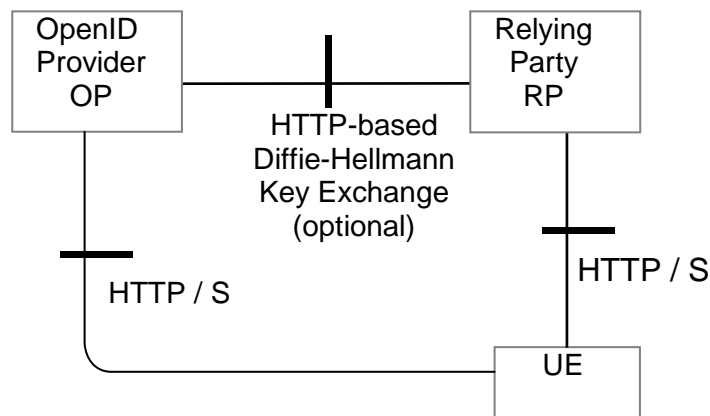 OpenID
Provider
OP
Relying
Party
RP
HTTP-based
Diffie-Hellmann
Key Exchange
(optional)
HTTP / S
HTTP / S
UE